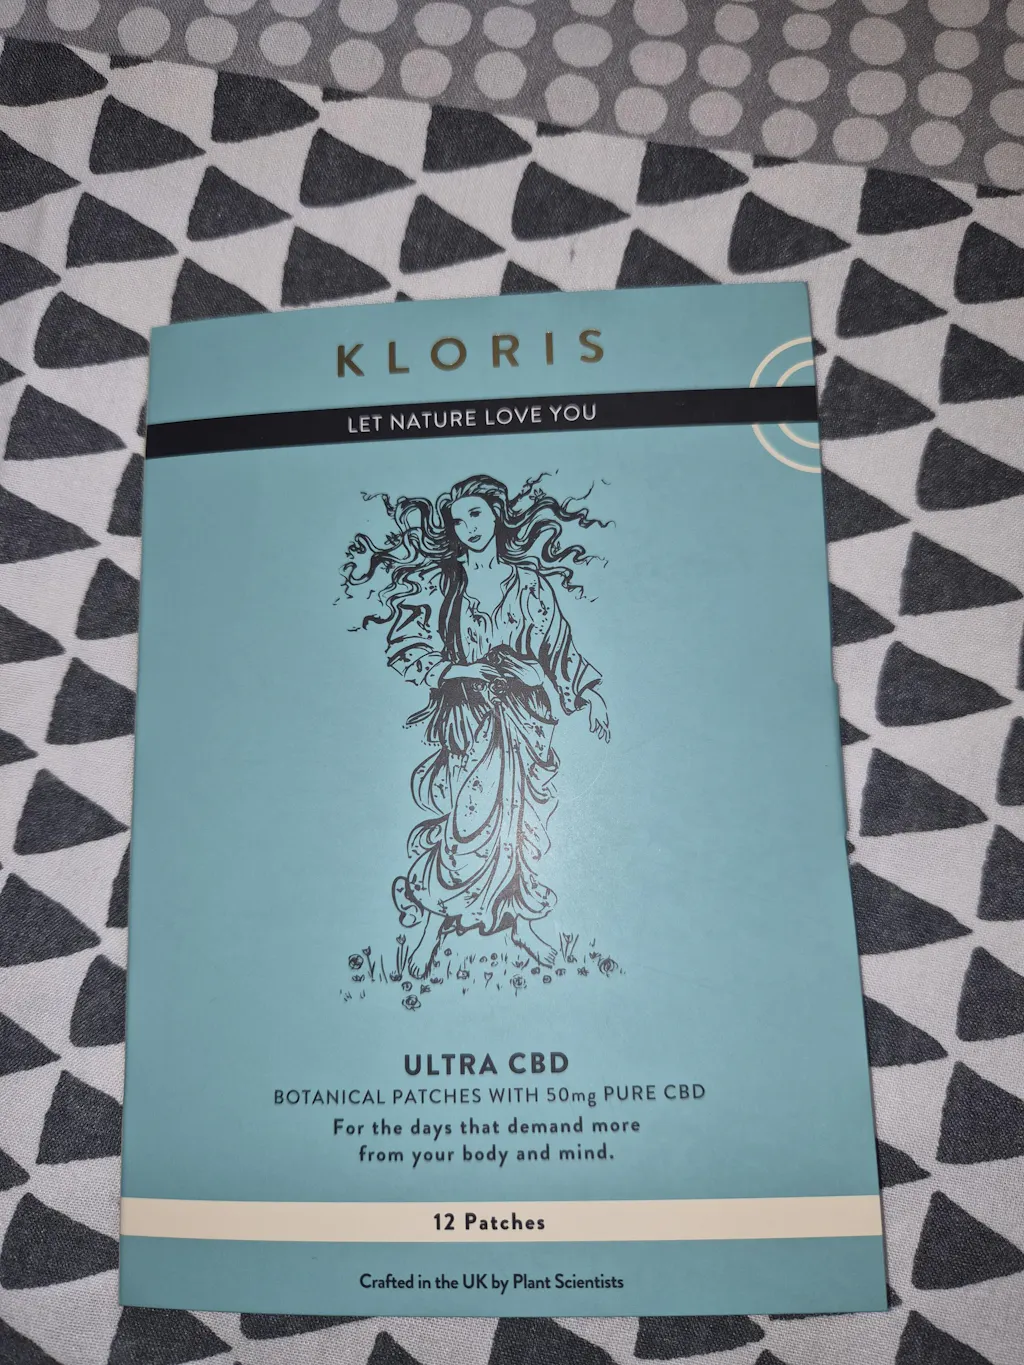 KLORIS
LET NATURE LOVE YOU
ULTRA CBD
BOTANICAL PATCHES WITH 50mg PURE CBD
For the days that demand more
from your body and mind.
12 Patches
Crafted in the UK by Plant Scientists